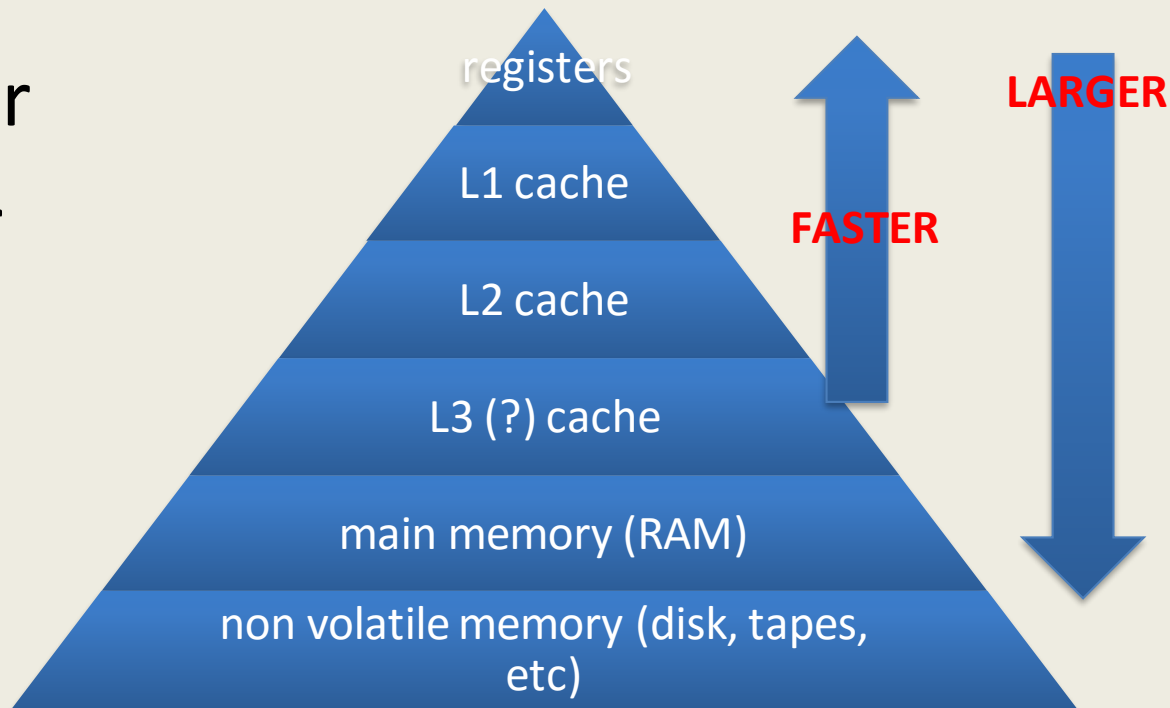 r
registers
LARGER
L1 cache
FASTER
L2 cache
L3 (?) cache
main memory (RAM)
non volatile memory (disk, tapes,
etc)